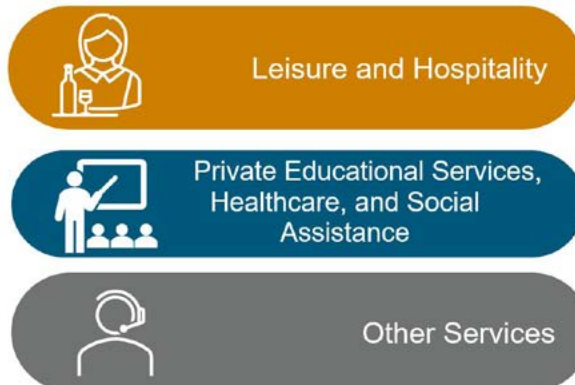 Leisure and Hospitality
Private Educational Services,
Healthcare, and Social
Assistance
Other Services